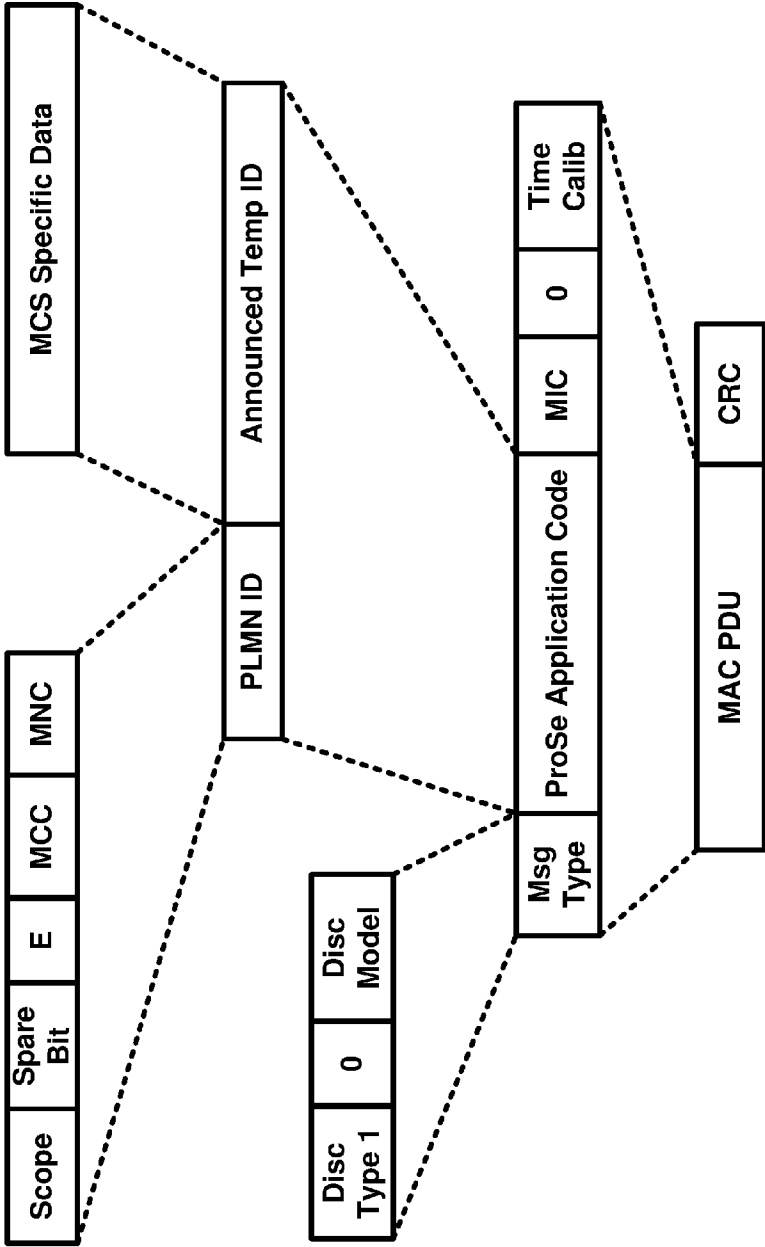 Scope
Spare
Bit
E
MCC
MNC
MCS Specific Data
PLMN ID
Announced Temp ID
Disc
Type 1
0
Disc
Model
Msg
Type
ProSe Application Code
MIC
0
Time
Calib
MAC PDU
CRC